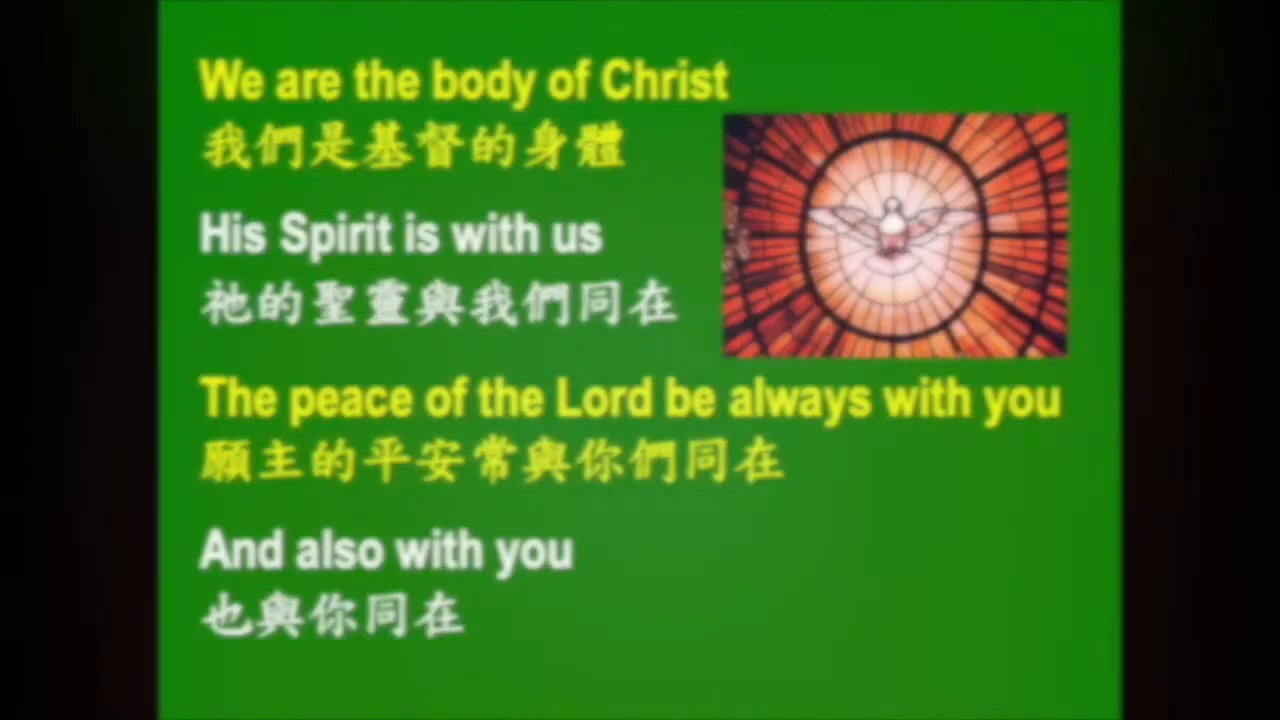 We are the body of Christ
我們是基督的身體
His Spirit is with us
祂的聖靈與我們同在
The peace of the Lord be always with you
願主的平安常與你們同在
And also with you
也與你同在